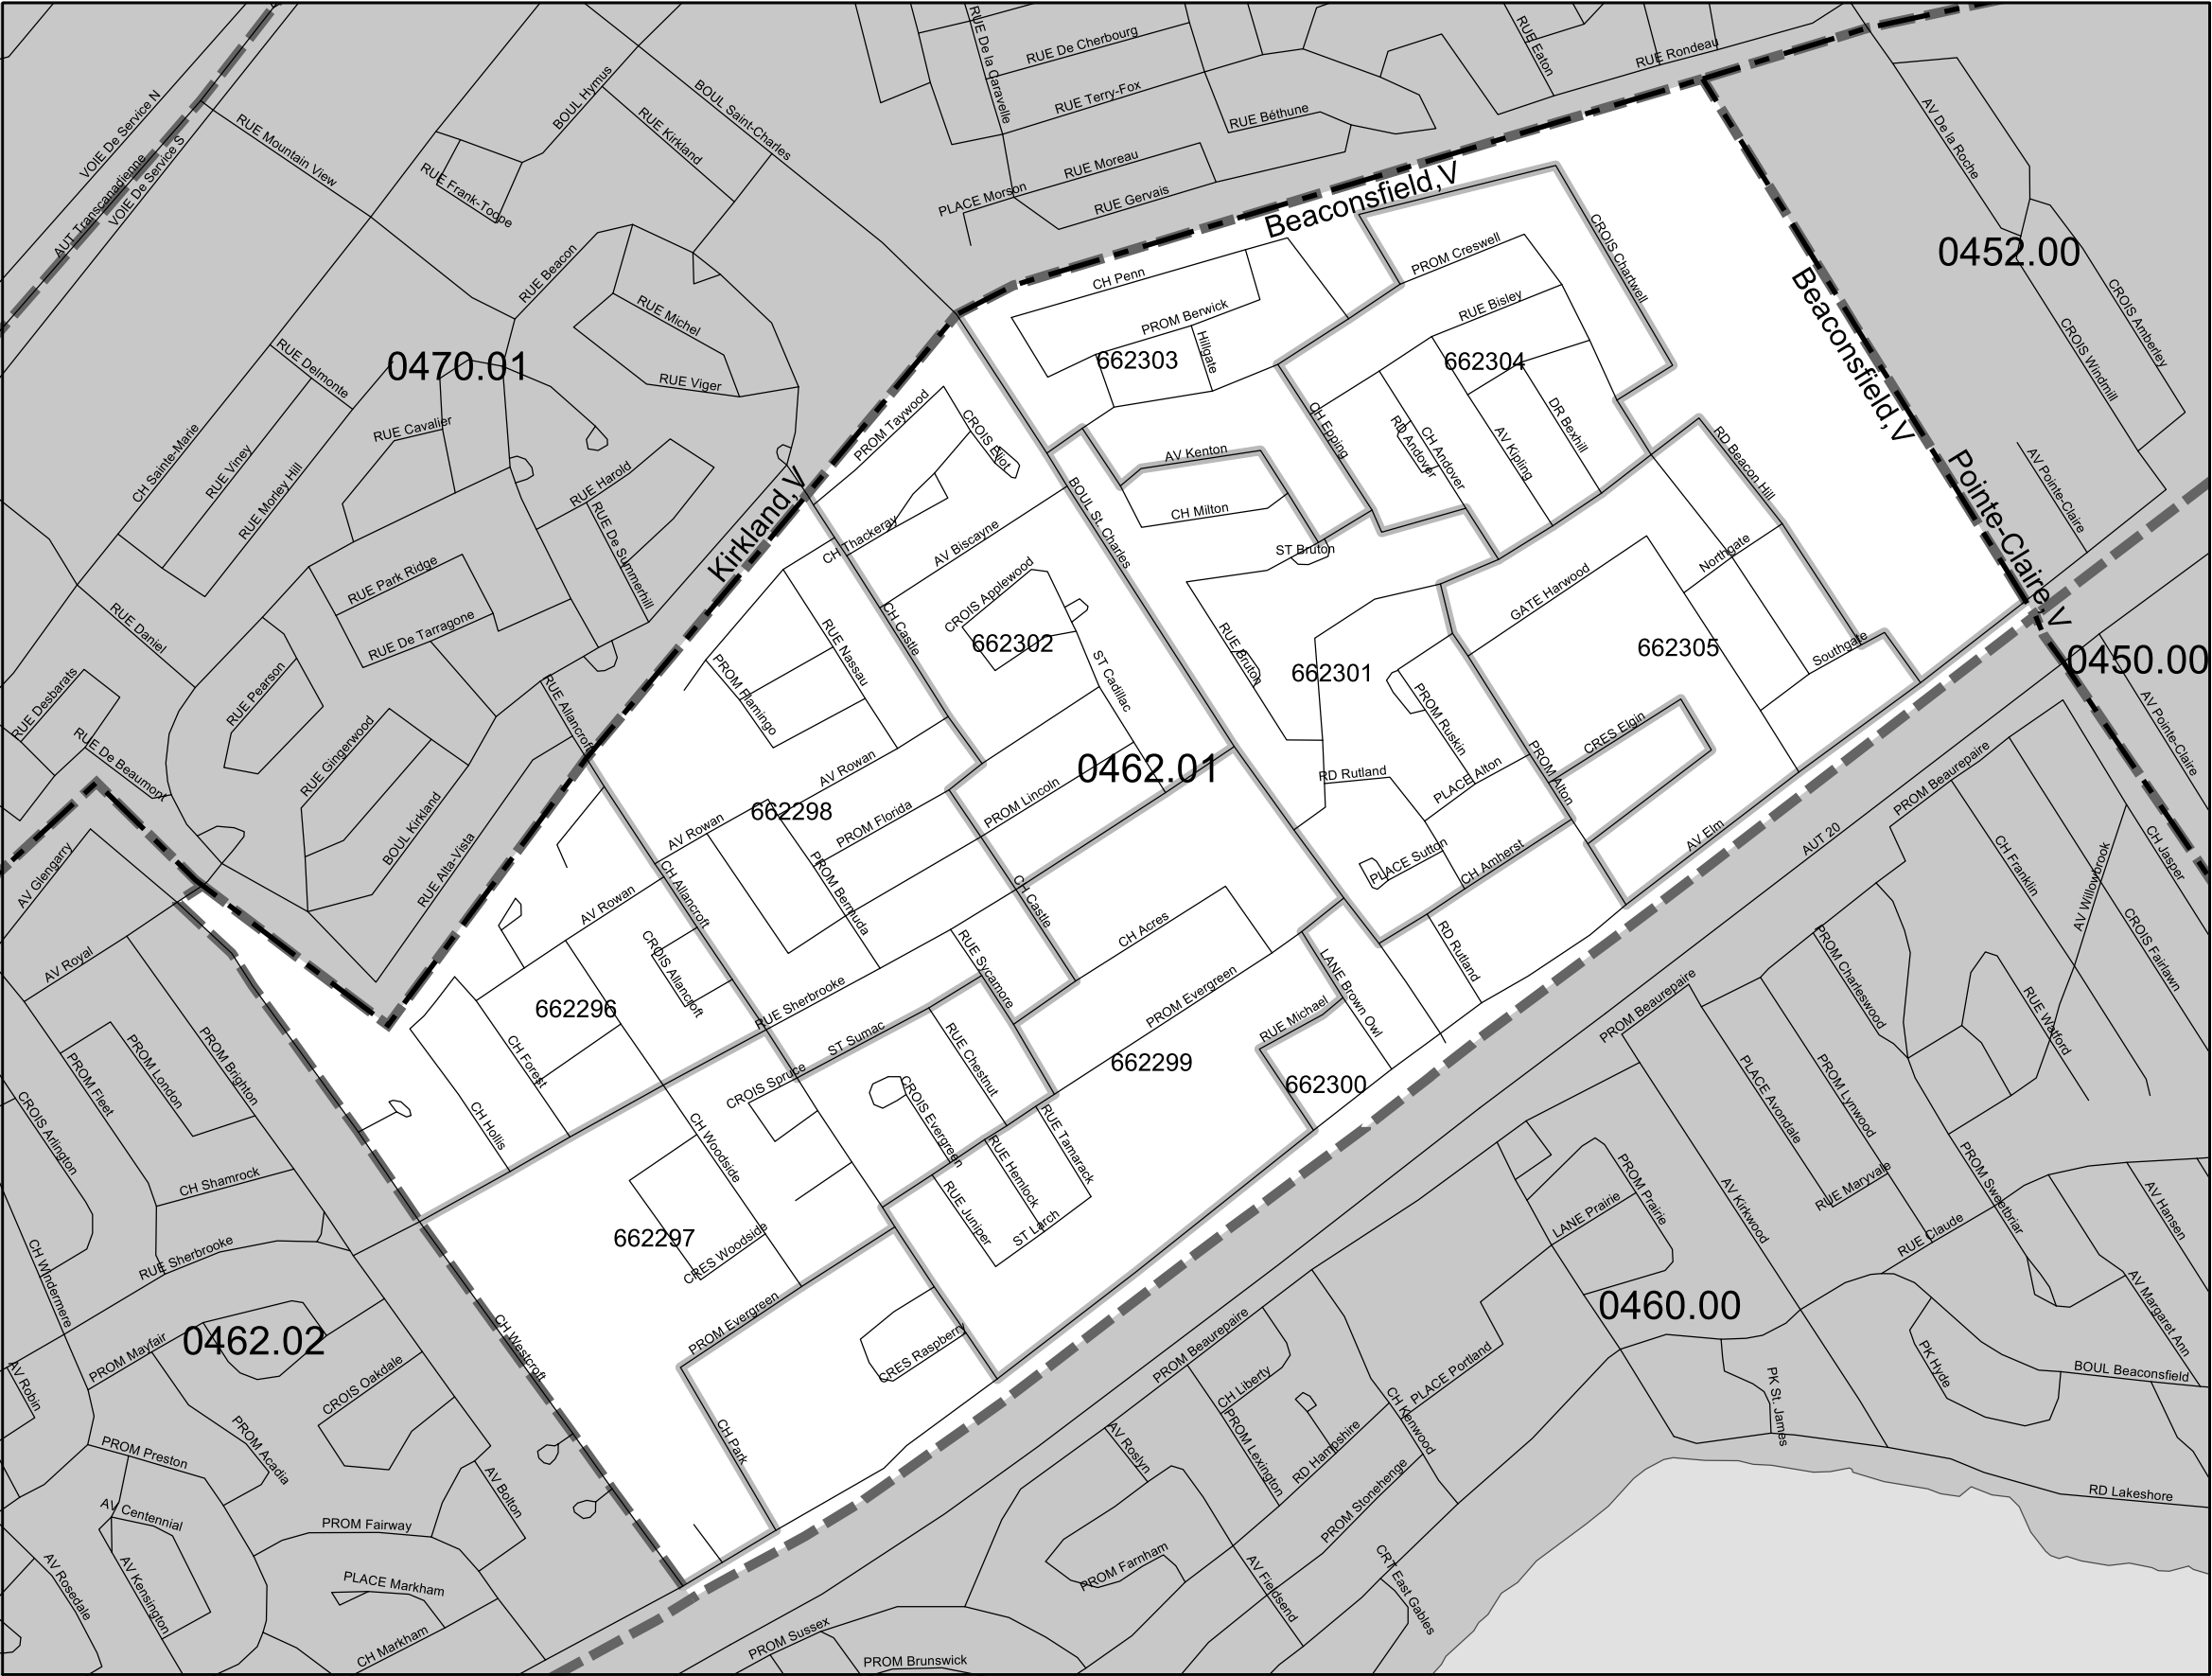 RUE De la Caravelle
RUE De Cherbourg
RUE Eaton
RUE Rondeau
VOIE De Service N
AUT Transcanadienne
VOIE De Service S
RUE Mountain View
BOUL Hymus
RUE Kirkland
BOUL Saint-Charles
RUE Terry-Fox
RUE Béthune
AV De la Roche
RUE Frank-Togpe
PLACE Morson
RUE Moreau
RUE Gervais
Beaconsfield,V
CROIS Chartwell
0452.00
RUE Beacon
CH Penn
PROM Creswell
Beaconsfield,V
CROIS Amberley
RUE Michel
PROM Berwick
RUE Bisley
CROIS Windmill
RUE Delmonte
0470.01
RUE Viger
Hillgate
662303
662304
CH Sainte-Marie
RUE Viney
RUE Morley Hill
RUE Cavalier
RUE Harold
RUE De Summerhill
PROM Taywood
CROIS Eliot
CH Epping
RD Andover
CH Andover
AV Kipling
DR Bexhill
RD Beacon Hill
AV Pointe-Claire
Pointe-Claire,V
Kirkland,V
AV Kenton
CH Milton
BOUL St. Charles
CH Thackeray
AV Biscayne
ST Bruton
Northgate
GATE Harwood
RUE Park Ridge
RUE De Tarragone
RUE Daniel
CROIS Applewood
CH Castle
662302
RUE Nassau
PROM Flamingo
ST Cadillac
RUE Bruton
662301
662305
Southgate
0450.00
AV Pointe-Claire
RUE Desbarats
RUE Pearson
RUE De Beaumont
RUE Gingerwood
RUE Allancroft
BOUL Kirkland
RUE Alta-Vista
AV Rowan
AV Rowan
662298
PROM Florida
PROM Lincoln
0462.01
RD Rutland
PROM Ruskin
PLACE Alton
PROM Alton
CRES Elgin
PROM Beaurepaire
AUT 20
AV Elm
CH Franklin
CH Jasper
AV Willowbrook
CROIS Fairlawn
AV Glengarry
AV Royal
AV Rowan
CH Allancroft
CROIS Allancroft
PROM Bermuda
CH Castle
CH Acres
PLACE Sutton
CH Amherst
RD Rutland
LANE Brown Owl
RUE Sycamore
PROM Evergreen
RUE Michael
PROM Beaurepaire
PROM Charleswood
RUE Watford
PROM London
PROM Fleet
PROM Brighton
662296
CH Forest
CH Hollis
RUE Sherbrooke
ST Sumac
CROIS Spruce
RUE Chestnut
CROIS Evergreen
662299
662300
PLACE Avondale
PROM Lynwood
CROIS Arlington
CH Shamrock
CH Woodside
RUE Tamarack
RUE Hemlock
RUE Juniper
ST Larch
PROM Prairie
LANE Prairie
AV Kirkwood
RUE Maryvale
PROM Sweetbriar
RUE Claude
AV Hansen
AV Margaret Ann
CH Windermere
RUE Sherbrooke
662297
CRES Woodside
PROM Evergreen
0462.02
PROM Mayfair
AV Robin
CH Westcroft
CROIS Oakdale
CRES Raspberry
PROM Beaurepaire
PLACE Portland
0460.00
PK Hyde
BOUL Beaconsfield
PK St. James
CH Liberty
CH Kenwood
PROM Lexington
RD Hampshire
PROM Acadia
PROM Preston
CH Park
AV Roslyn
PROM Stonehenge
RD Lakeshore
AV Bolton
AV Centennial
AV Kensington
PROM Fairway
AV Rosedale
PLACE Markham
CH Markham
PROM Farnham
AV Fieldsend
CRT East Gables
PROM Sussex
PROM Brunswick